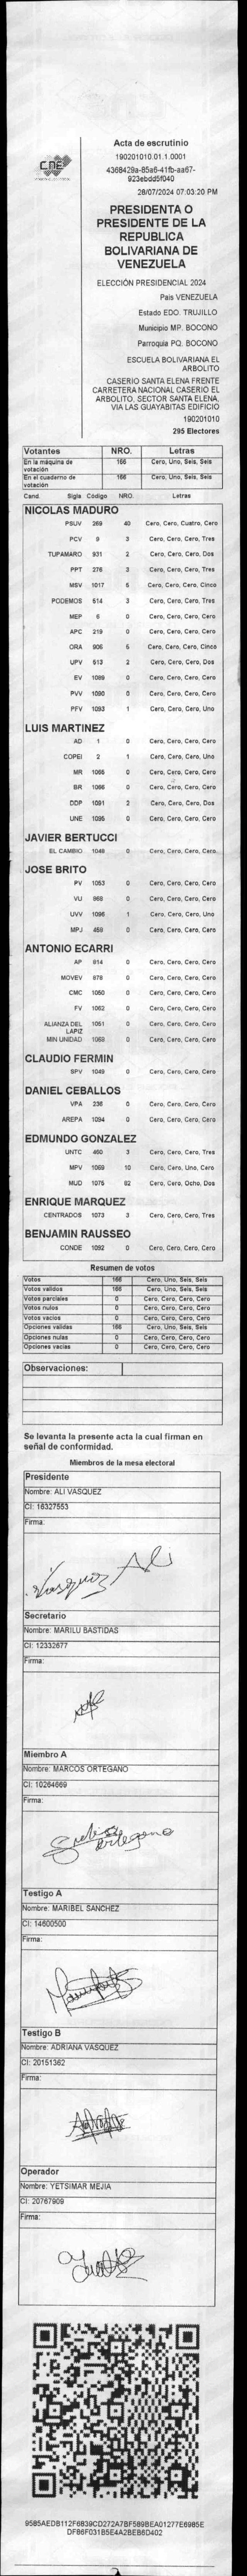 CNE
Acta de escrutinio
190201010.01.1.0001
4368429a-85a6-41fb-aa67-
923ebdd5f040
28/07/2024 07:03:20 PM
PRESIDENTA O
PRESIDENTE DE LA
REPUBLICA
BOLIVARIANA DE
VENEZUELA
ELECCIÓN PRESIDENCIAL 2024
País VENEZUELA
Estado EDO. TRUJILLO
Municipio MP. BOCONO
Parroquia PQ. BOCONO
ESCUELA BOLIVARIANA EL
ARBOLITO
CASERIO SANTA ELENA FRENTE
CARRETERA NACIONAL CASERIO EL
ARBOLITO, SECTOR SANTA ELENA,
VIA LAS GUAYABITAS EDIFICIO
190201010
295 Electores
Votantes NRO. Letras
En la máquina de votación 166 Cero, Uno, Seis, Seis
En el cuaderno de votación 166 Cero, Uno, Seis, Seis
Cand. Sigla Código NRO. Letras
NICOLAS MADURO
PSUV 269 40 Cero, Cero, Cuatro, Cero
PCV 9 3 Cero, Cero, Cero, Tres
TUPAMARO 931 2 Cero, Cero, Cero, Dos
PPT 276 3 Cero, Cero, Cero, Tres
MSV 1017 5 Cero, Cero, Cero, Cinco
PODEMOS 514 3 Cero, Cero, Cero, Tres
MEP 6 0 Cero, Cero, Cero, Cero
APC 219 0 Cero, Cero, Cero, Cero
ORA 906 5 Cero, Cero, Cero, Cinco
UPV 513 2 Cero, Cero, Cero, Dos
EV 1089 0 Cero, Cero, Cero, Cero
PVV 1090 0 Cero, Cero, Cero, Cero
PFV 1093 1 Cero, Cero, Cero, Uno
LUIS MARTINEZ
AD 1 0 Cero, Cero, Cero, Cero
COPEI 2 1 Cero, Cero, Cero, Uno
MR 1066 0 Cero, Cero, Cero, Cero
BR 1086 0 Cero, Cero, Cero, Cero
DDP 1091 2 Cero, Cero, Cero, Dos
UNE 1095 0 Cero, Cero, Cero, Cero
JAVIER BERTUCCI
EL CAMBIO 1048 0 Cero, Cero, Cero, Cero
JOSE BRITO
PV 1053 0 Cero, Cero, Cero, Cero
VU 868 0 Cero, Cero, Cero, Cero
UVV 1096 1 Cero, Cero, Cero, Uno
MPJ 459 0 Cero, Cero, Cero, Cero
ANTONIO ECARRI
AP 814 0 Cero, Cero, Cero, Cero
MOVEV 878 0 Cero, Cero, Cero, Cero
CMC 1050 0 Cero, Cero, Cero, Cero
FV 1062 0 Cero, Cero, Cero, Cero
ALIANZA DEL LAPIZ 1051 0 Cero, Cero, Cero, Cero
MIN UNIDAD 1068 0 Cero, Cero, Cero, Cero
CLAUDIO FERMIN
SPV 1049 0 Cero, Cero, Cero, Cero
DANIEL CEBALLOS
VPA 236 0 Cero, Cero, Cero, Cero
AREPA 1094 0 Cero, Cero, Cero, Cero
EDMUNDO GONZALEZ
UNTC 460 3 Cero, Cero, Cero, Tres
MPV 1069 10 Cero, Cero, Uno, Cero
MUD 1075 82 Cero, Cero, Ocho, Dos
ENRIQUE MARQUEZ
CENTRADOS 1073 3 Cero, Cero, Cero, Tres
BENJAMIN RAUSSEO
CONDE 1092 0 Cero, Cero, Cero, Cero
Resumen de votos
Votos 166 Cero, Uno, Seis, Seis
Votos validos 166 Cero, Uno, Seis, Seis
Votos parciales 0 Cero, Cero, Cero, Cero
Votos nulos 0 Cero, Cero, Cero, Cero
Votos vacíos 0 Cero, Cero, Cero, Cero
Opciones validas 166 Cero, Uno, Seis, Seis
Opciones nulas 0 Cero, Cero, Cero, Cero
Opciones vacías 0 Cero, Cero, Cero, Cero
Observaciones:
Se levanta la presente acta la cual firman en
señal de conformidad.
Miembros de la mesa electoral
Presidente
Nombre: ALI VASQUEZ
CI: 16327553
Firma:
Vasquez Ali
Secretario
Nombre: MARILU BASTIDAS
CI: 12332677
Firma:
Miembro A
Nombre: MARCOS ORTEGANO
CI: 10264669
Firma:
Testigo A
Nombre: MARIBEL SANCHEZ
CI: 14600500
Firma:
Testigo B
Nombre: ADRIANA VASQUEZ
CI: 20151362
Firma:
Operador
Nombre: YETSIMAR MEJIA
CI: 20767909
Firma:
9585AEDB112F6839CD272A7BF589BEA01277E6985E
DF86F031B5E4A2BEB6D402